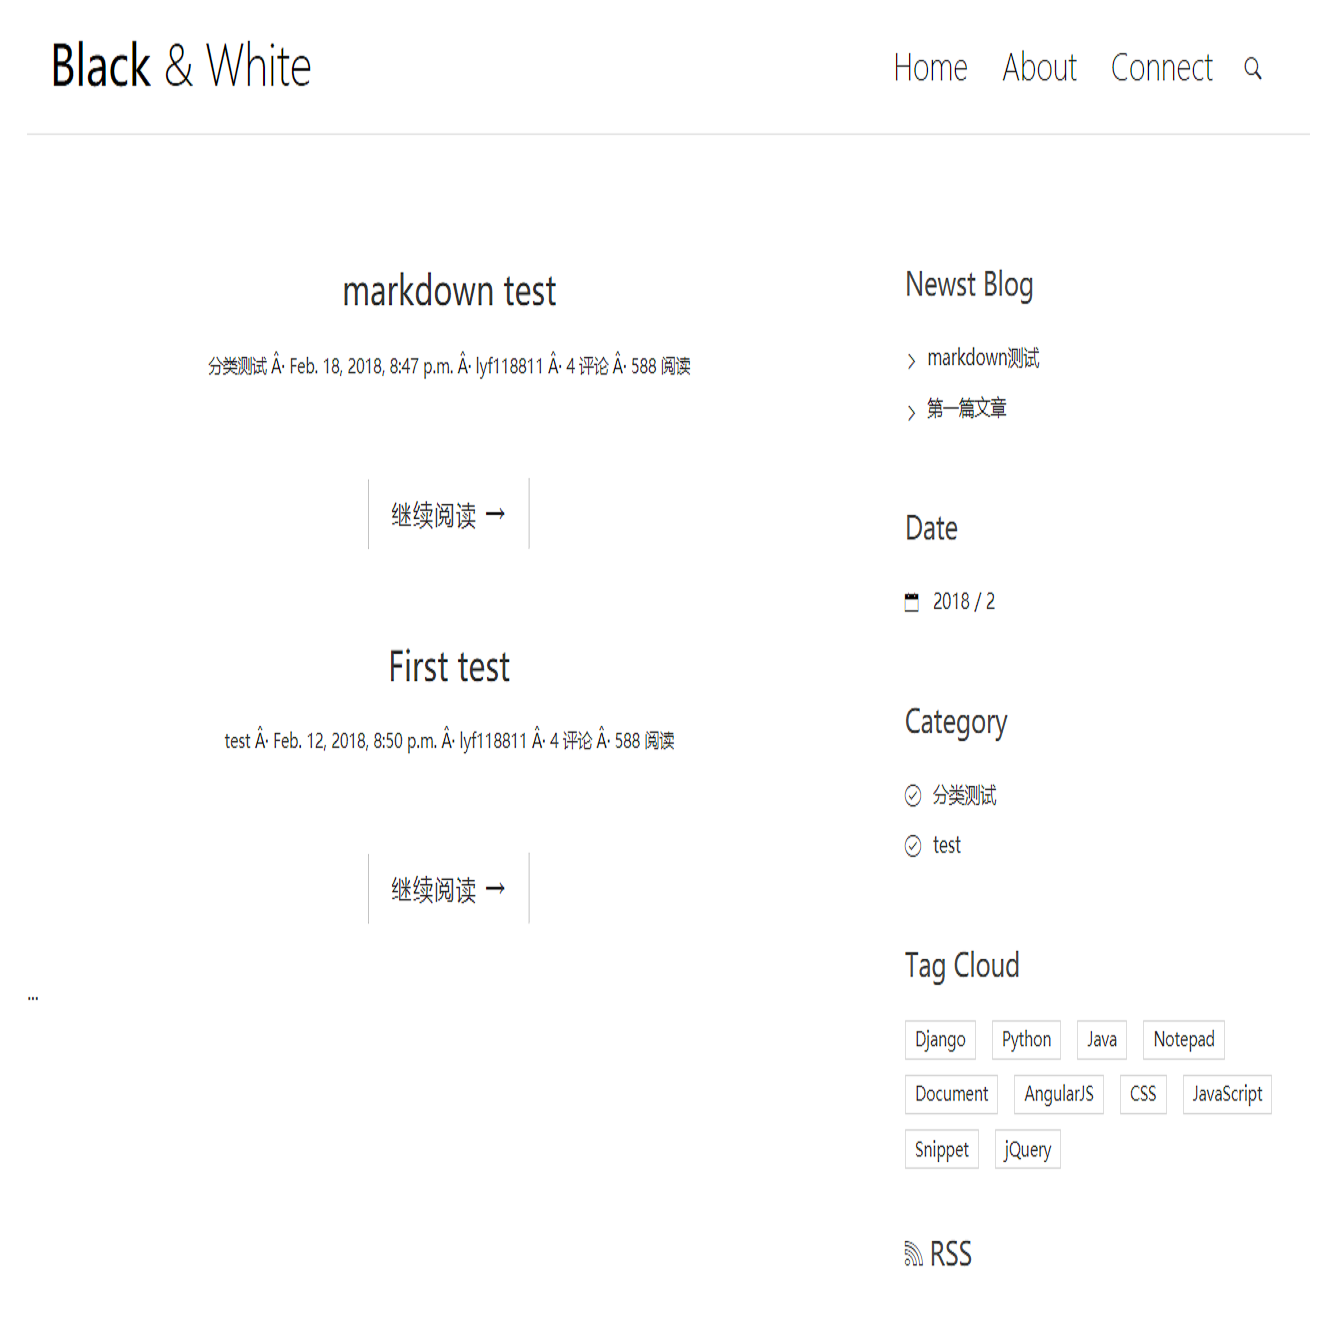 Black & White
Home About Connect
markdown test
分类测试 Â· Feb. 18, 2018, 8:47 p.m. Â· lyf118811 Â· 4 评论 Â· 588 阅读
继续阅读 →
First test
test Â· Feb. 12, 2018, 8:50 p.m. Â· lyf118811 Â· 4 评论 Â· 588 阅读
继续阅读 →
...
Newst Blog
markdown测试
第一篇文章
Date
2018 / 2
Category
分类测试
test
Tag Cloud
Django Python Java Notepad
Document AngularJS CSS JavaScript
Snippet jQuery
RSS